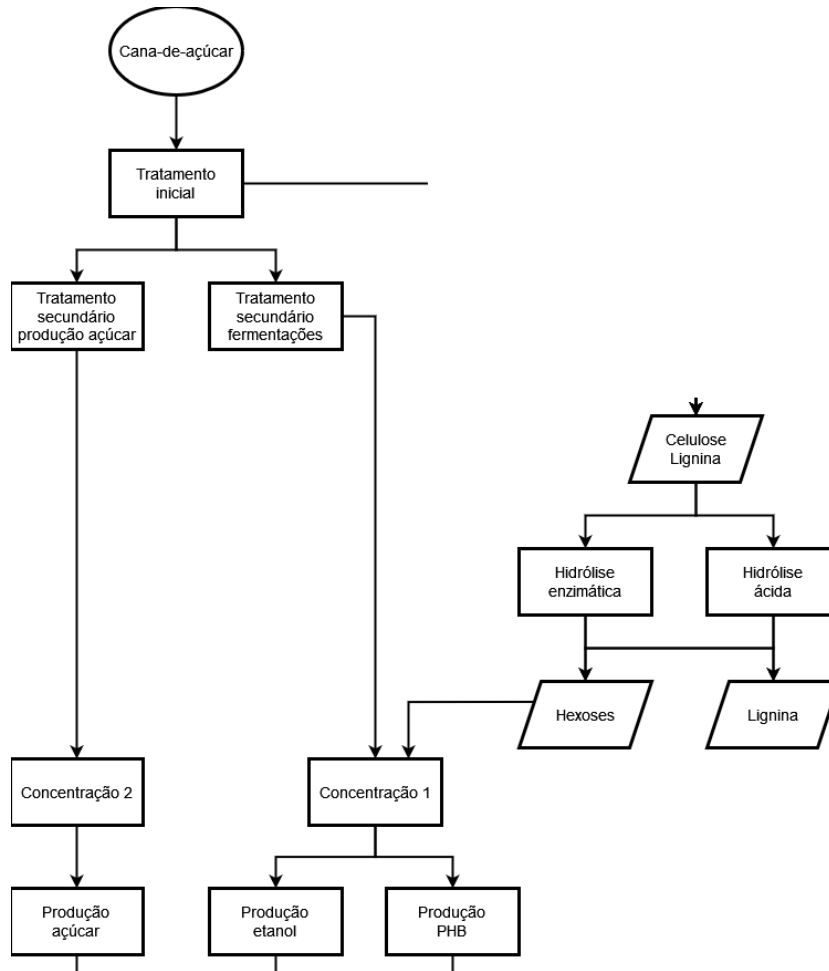 Cana-de-açúcar
Tratamento
inicial
Tratamento
secundário
produção açúcar
Tratamento
secundário
fermentações
Celulose
Lignina
Hidrólise
enzimática
Hidrólise
ácida
Hexoses
Lignina
Concentração 2
Concentração 1
Produção
açúcar
Produção
etanol
Produção
PHB